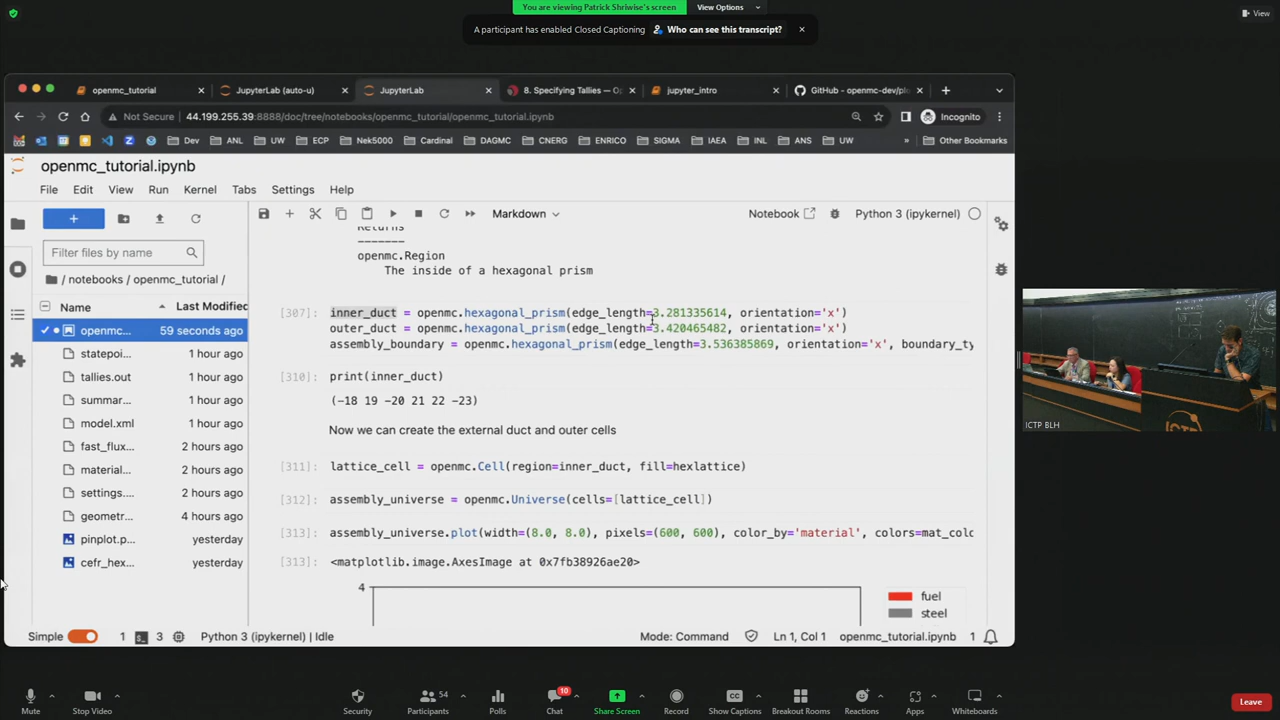 You are viewing Patrick Shriwise's screen
View Options
View
A participant has enabled Closed Captioning
Who can see this transcript?
openmc_tutorial
JupyterLab (auto-u)
JupyterLab
8. Specifying Tallies — O
jupyter_intro
GitHub - openmc-dev/ple
Not Secure
44.199.255.39:8888/doc/tree/notebooks/openmc_tutorial/openmc_tutorial.ipynb
Incognito
Dev
ANL
UW
ECP
Nek5000
Cardinal
DAGMC
CNERG
ENRICO
SIGMA
IAEA
INL
ANS
UW
»
Other Bookmarks
openmc_tutorial.ipynb
File Edit View Run Kernel Tabs Settings Help
Markdown
Notebook
Python 3 (ipykernel)
Filter files by name
/ notebooks / openmc_tutorial /
Name
Last Modified
openmc... 59 seconds ago
statepoi... 1 hour ago
tallies.out 1 hour ago
summar... 1 hour ago
model.xml 1 hour ago
fast_flux... 2 hours ago
material... 2 hours ago
settings.... 2 hours ago
geometr... 4 hours ago
pinplot.p... yesterday
cefr_hex... yesterday
Returns
-------
openmc.Region
The inside of a hexagonal prism
[307]: inner_duct = openmc.hexagonal_prism(edge_length=3.281335614, orientation='x')
outer_duct = openmc.hexagonal_prism(edge_length=3.420465482, orientation='x')
assembly_boundary = openmc.hexagonal_prism(edge_length=3.536385869, orientation='x', boundary_ty
[310]: print(inner_duct)
(-18 19 -20 21 22 -23)
Now we can create the external duct and outer cells
[311]: lattice_cell = openmc.Cell(region=inner_duct, fill=hexlattice)
[312]: assembly_universe = openmc.Universe(cells=[lattice_cell])
[313]: assembly_universe.plot(width=(8.0, 8.0), pixels=(600, 600), color_by='material', colors=mat_colo
[313]: <matplotlib.image.AxesImage at 0x7fb38926ae20>
4
fuel
steel
Simple
1
3
Python 3 (ipykernel) | Idle
Mode: Command
Ln 1, Col 1
openmc_tutorial.ipynb
1
ICTP BLH
Mute
Stop Video
Security
54
Participants
Polls
10
Chat
Share Screen
Record
CC
Show Captions
Breakout Rooms
Reactions
Apps
Whiteboards
Leave